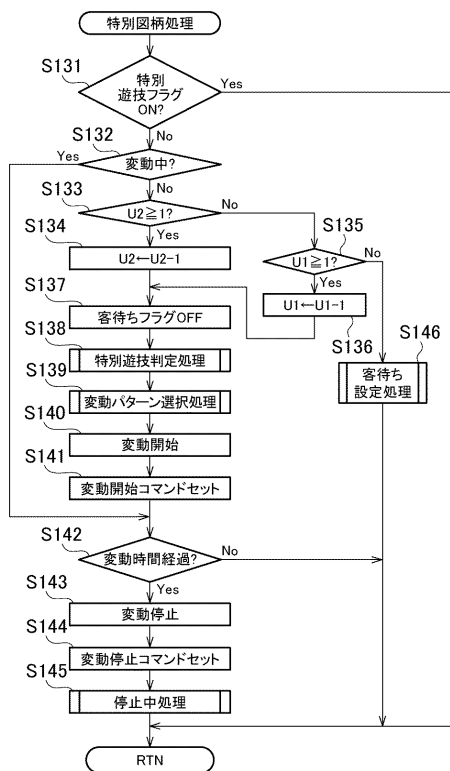 特別図柄処理
S131
特別
遊技フラグ
ON?
Yes
No
S132
Yes
変動中?
No
S133
U2≧1?
No
Yes
S134
U2←U2-1
S135
U1≧1?
No
Yes
U1←U1-1
S136
S137
客待ちフラグOFF
S138
特別遊技判定処理
S139
変動パターン選択処理
S140
変動開始
S141
変動開始コマンドセット
S146
客待ち
設定処理
S142
変動時間経過?
No
Yes
S143
変動停止
S144
変動停止コマンドセット
S145
停止中処理
RTN